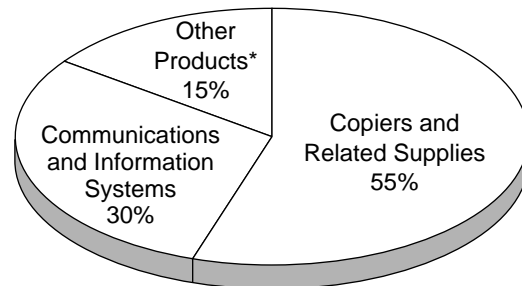 Other
Products*
15%
Copiers and
Related Supplies
55%
Communications
and Information
Systems
30%